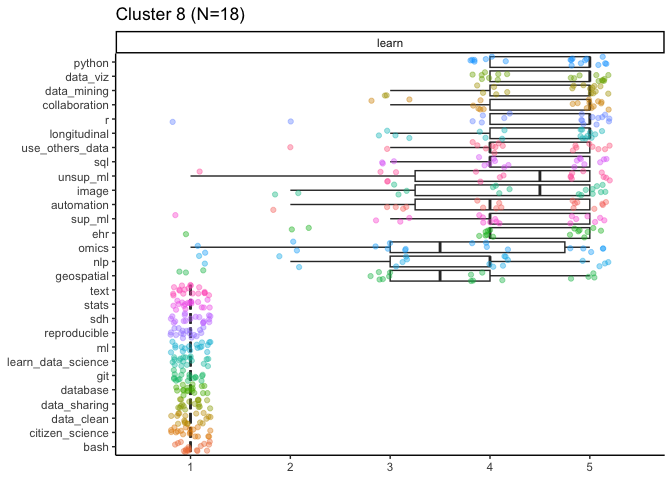 Cluster 8 (N=18)
learn
python
data_viz
data_mining
collaboration
r
longitudinal
use_others_data
sql
unsup_ml
image
automation
sup_ml
ehr
omics
nlp
geospatial
text
stats
sdh
reproducible
ml
learn_data_science
git
database
data_sharing
data_clean
citizen_science
bash
1 2 3 4 5